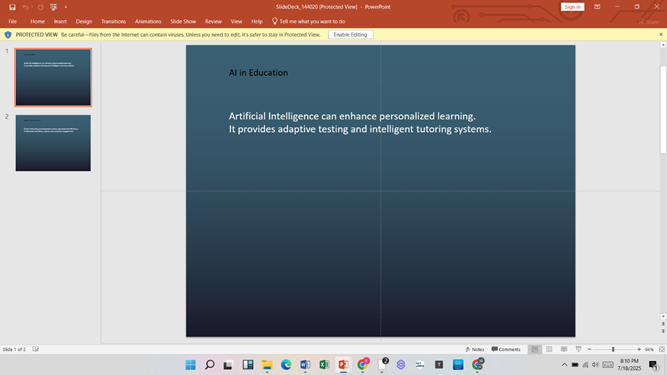 SlideDeck_144020 (Protected View) - PowerPoint
Sign in
File Home Insert Design Transitions Animations Slide Show Review View Help Tell me what you want to do
Share
PROTECTED VIEW Be careful—files from the Internet can contain viruses. Unless you need to edit, it's safer to stay in Protected View. Enable Editing
1
2
AI in Education
Artificial Intelligence can enhance personalized learning.
It provides adaptive testing and intelligent tutoring systems.
Slide 1 of 2
Notes Comments
94%
8:10 PM
7/18/2025